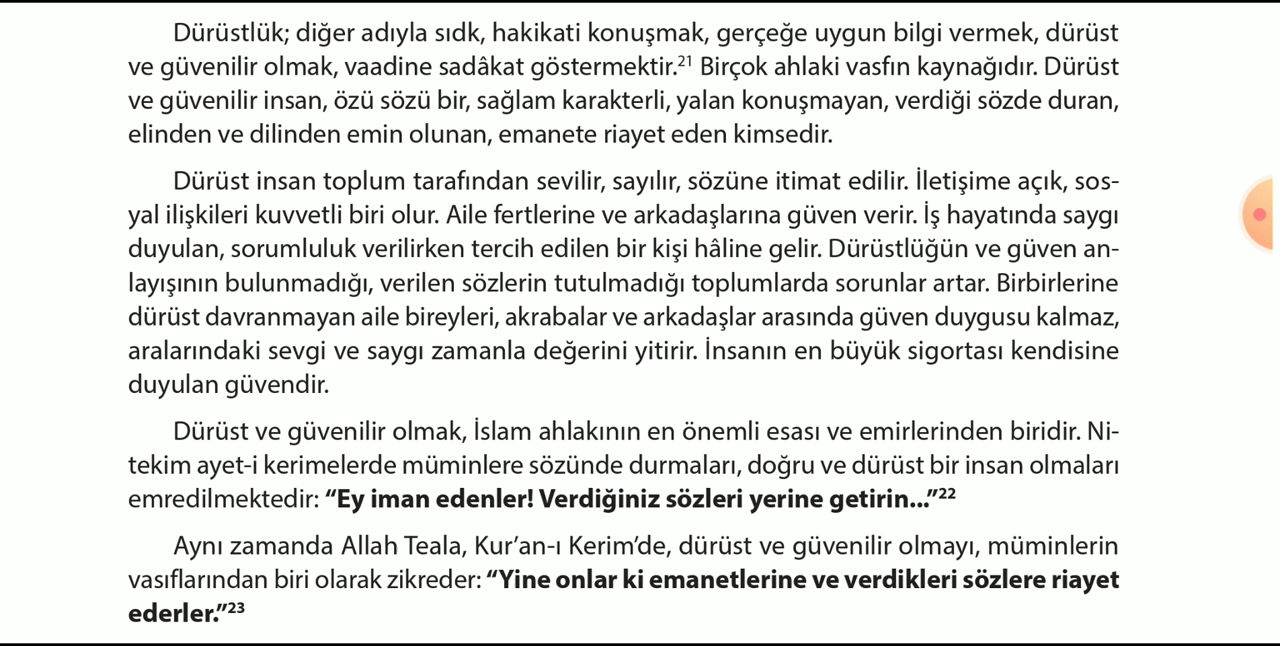 Dürüstlük; diğer adıyla sıdk, hakikati konuşmak, gerçeğe uygun bilgi vermek, dürüst
ve güvenilir olmak, vaadine sadâkat göstermektir.²¹ Birçok ahlaki vasfın kaynağıdır. Dürüst
ve güvenilir insan, özü sözü bir, sağlam karakterli, yalan konuşmayan, verdiği sözde duran,
elinden ve dilinden emin olunan, emanete riayet eden kimsedir.
Dürüst insan toplum tarafından sevilir, sayılır, sözüne itimat edilir. İletişime açık, sos-
yal ilişkileri kuvvetli biri olur. Aile fertlerine ve arkadaşlarına güven verir. İş hayatında saygı
duyulan, sorumluluk verilirken tercih edilen bir kişi hâline gelir. Dürüstlüğün ve güven an-
layışının bulunmadığı, verilen sözlerin tutulmadığı toplumlarda sorunlar artar. Birbirlerine
dürüst davranmayan aile bireyleri, akrabalar ve arkadaşlar arasında güven duygusu kalmaz,
aralarındaki sevgi ve saygı zamanla değerini yitirir. İnsanın en büyük sigortası kendisine
duyulan güvendir.
Dürüst ve güvenilir olmak, İslam ahlakının en önemli esası ve emirlerinden biridir. Ni-
tekim ayet-i kerimelerde müminlere sözünde durmaları, doğru ve dürüst bir insan olmaları
emredilmektedir: “Ey iman edenler! Verdiğiniz sözleri yerine getirin...”²²
Aynı zamanda Allah Teala, Kur’an-ı Kerim’de, dürüst ve güvenilir olmayı, müminlerin
vasıflarından biri olarak zikreder: “Yine onlar ki emanetlerine ve verdikleri sözlere riayet
ederler.”²³